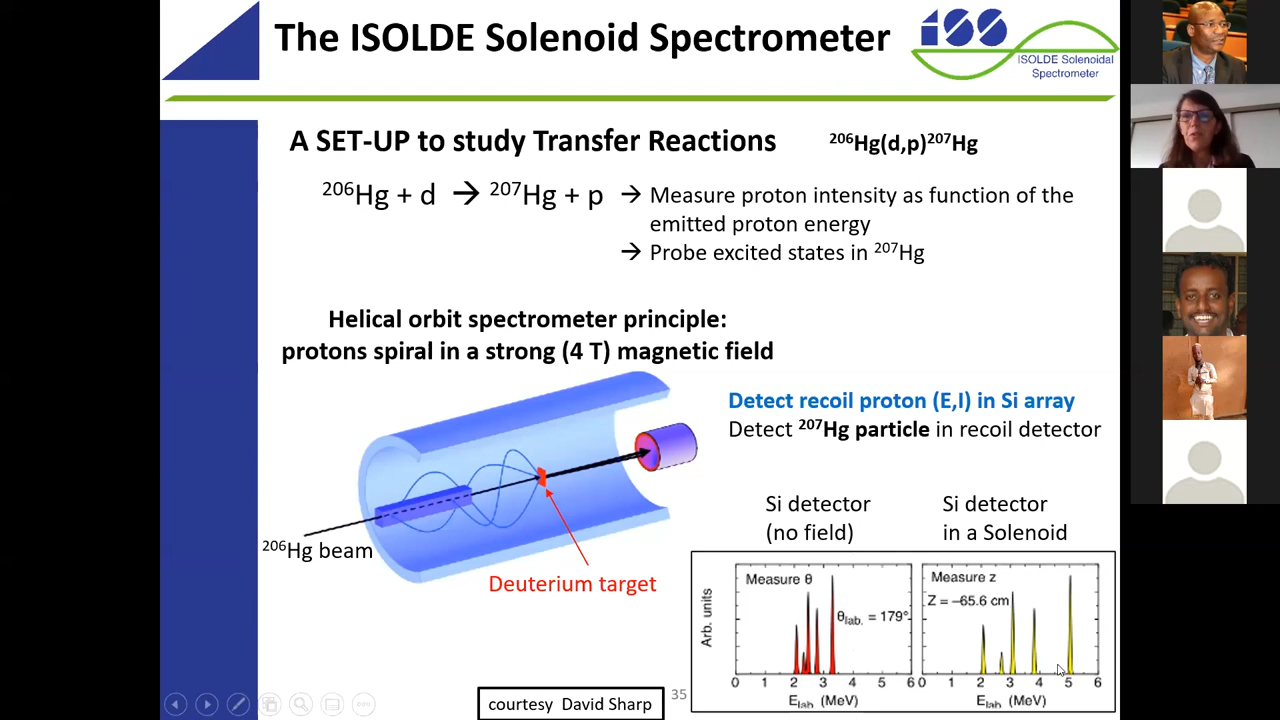 The ISOLDE Solenoid Spectrometer
iSS
ISOLDE Solenoidal
Spectrometer
A SET-UP to study Transfer Reactions
²⁰⁶Hg(d,p)²⁰⁷Hg
²⁰⁶Hg + d → ²⁰⁷Hg + p
→ Measure proton intensity as function of the
emitted proton energy
→ Probe excited states in ²⁰⁷Hg
Helical orbit spectrometer principle:
protons spiral in a strong (4 T) magnetic field
Detect recoil proton (E,I) in Si array
Detect ²⁰⁷Hg particle in recoil detector
²⁰⁶Hg beam
Deuterium target
Si detector
(no field)
Si detector
in a Solenoid
Arb. units
Measure θ
θlab. = 179°
0 1 2 3 4 5 6
Elab (MeV)
Measure z
Z = –65.6 cm
0 1 2 3 4 5 6
Elab (MeV)
courtesy David Sharp
35